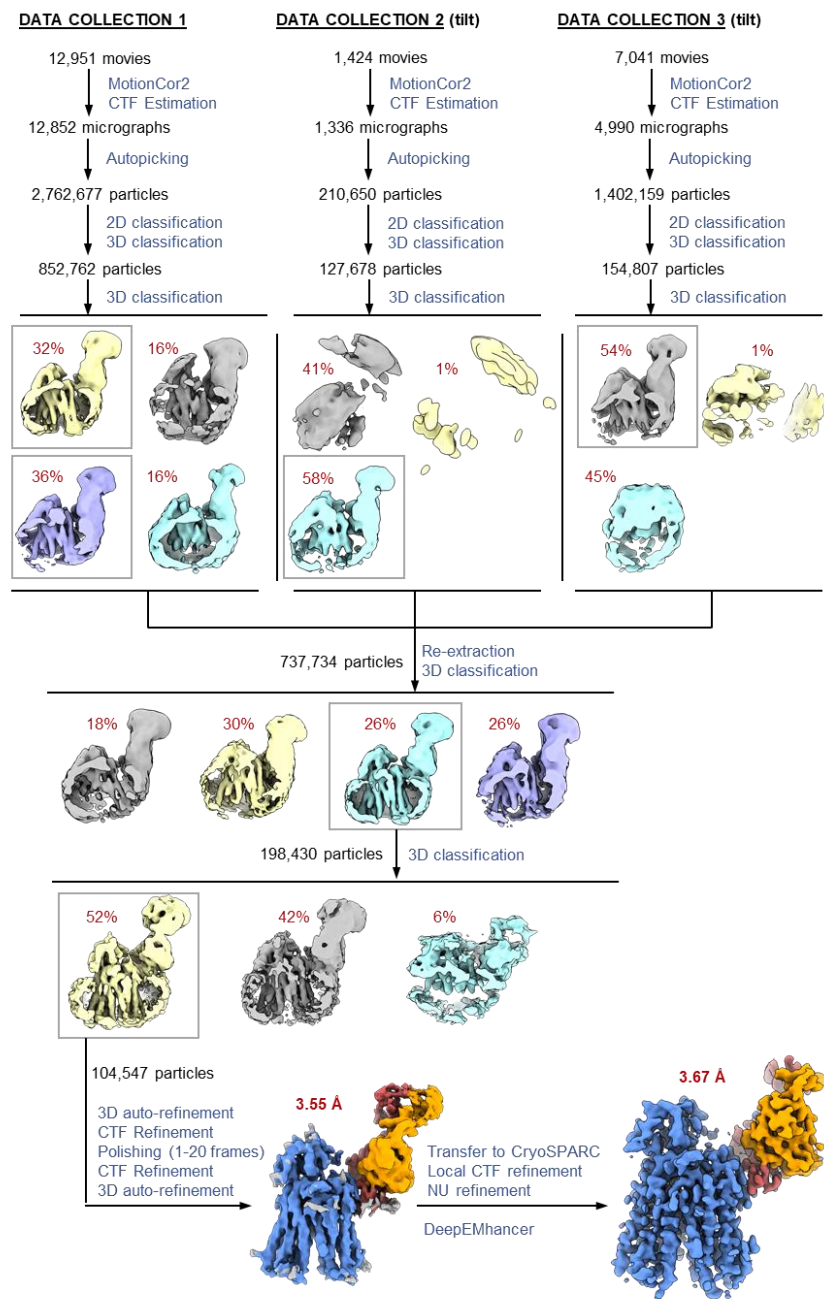 DATA COLLECTION 1
DATA COLLECTION 2 (tilt)
DATA COLLECTION 3 (tilt)
12,951 movies
1,424 movies
7,041 movies
MotionCor2
CTF Estimation
MotionCor2
CTF Estimation
MotionCor2
CTF Estimation
12,852 micrographs
1,336 micrographs
4,990 micrographs
Autopicking
Autopicking
Autopicking
2,762,677 particles
210,650 particles
1,402,159 particles
2D classification
3D classification
2D classification
3D classification
2D classification
3D classification
852,762 particles
127,678 particles
154,807 particles
3D classification
3D classification
3D classification
32%
16%
41%
1%
54%
1%
36%
16%
58%
45%
737,734 particles
Re-extraction
3D classification
18%
30%
26%
26%
198,430 particles
3D classification
52%
42%
6%
104,547 particles
3D auto-refinement
CTF Refinement
Polishing (1-20 frames)
CTF Refinement
3D auto-refinement
3.55 Å
Transfer to CryoSPARC
Local CTF refinement
NU refinement
DeepEMhancer
3.67 Å